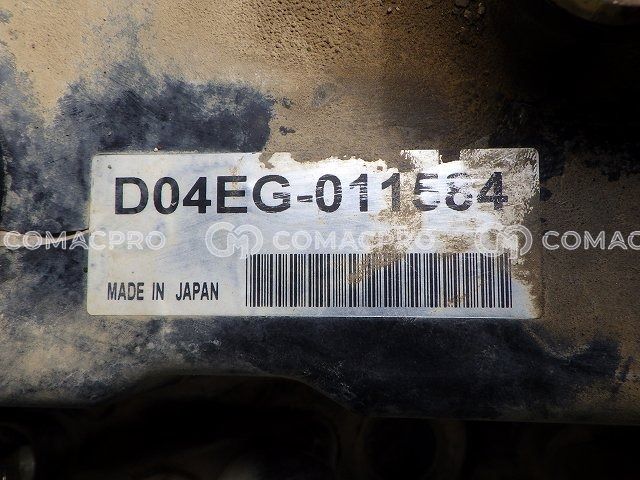 D04EG-011584
COMACPRO COMACPRO COMACPRO
MADE IN JAPAN